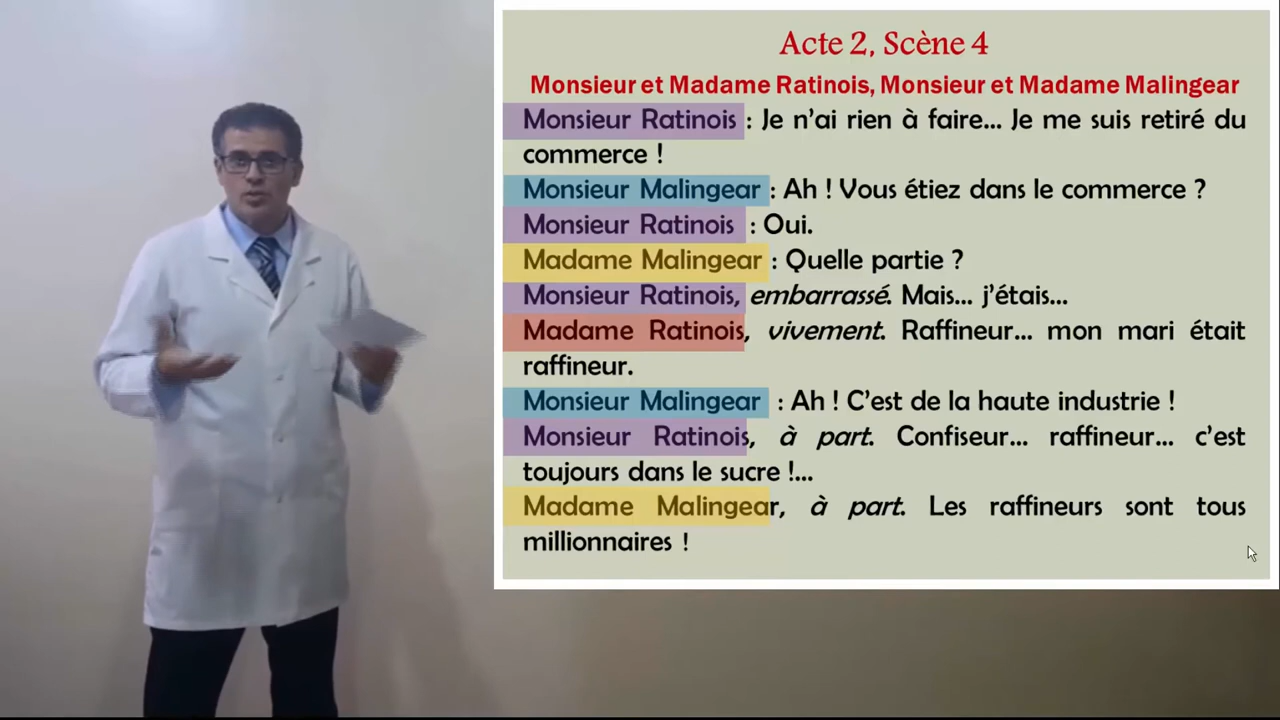 Acte 2, Scène 4
Monsieur et Madame Ratinois, Monsieur et Madame Malingear
Monsieur Ratinois : Je n'ai rien à faire... Je me suis retiré du
commerce !
Monsieur Malingear : Ah ! Vous étiez dans le commerce ?
Monsieur Ratinois : Oui.
Madame Malingear : Quelle partie ?
Monsieur Ratinois, embarrassé. Mais... j'étais...
Madame Ratinois, vivement. Raffineur... mon mari était
raffineur.
Monsieur Malingear : Ah ! C'est de la haute industrie !
Monsieur Ratinois, à part. Confiseur... raffineur... c'est
toujours dans le sucre !...
Madame Malingear, à part. Les raffineurs sont tous
millionnaires !